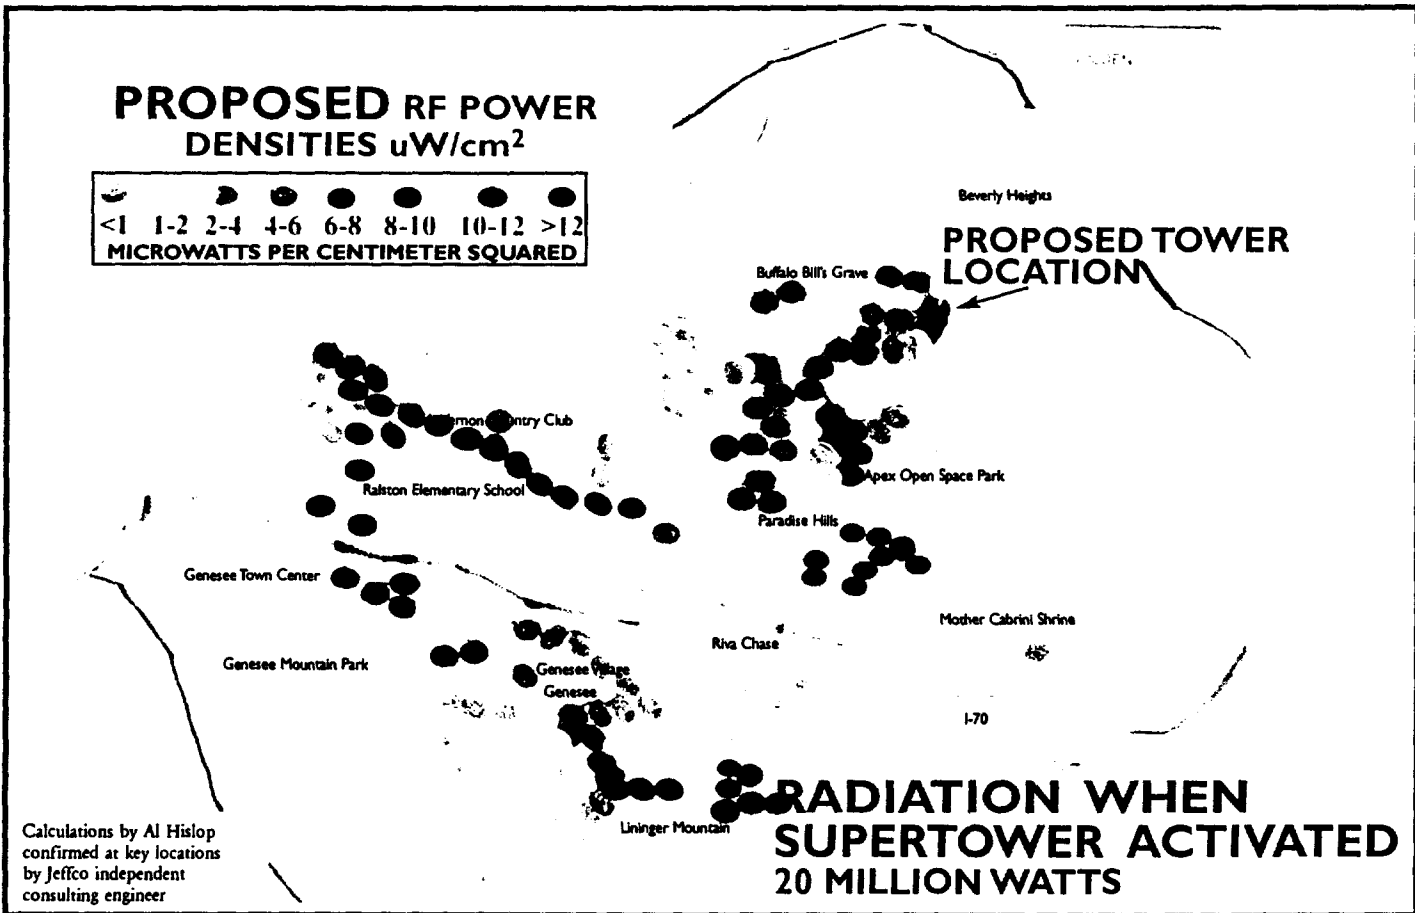 PROPOSED RF POWER
DENSITIES uW/cm²
<1 1-2 2-4 4-6 6-8 8-10 10-12 >12
MICROWATTS PER CENTIMETER SQUARED
Beverly Heights
PROPOSED TOWER
LOCATION
Buffalo Bill's Grave
Country Club
Apex Open Space Park
Ralston Elementary School
Paradise Hills
Genesee Town Center
Mother Cabrini Shrine
Riva Chase
Genesee Mountain Park
Genesee Village
Genesee
I-70
RADIATION WHEN
SUPERTOWER ACTIVATED
20 MILLION WATTS
Lininger Mountain
Calculations by Al Hislop
confirmed at key locations
by Jeffco independent
consulting engineer